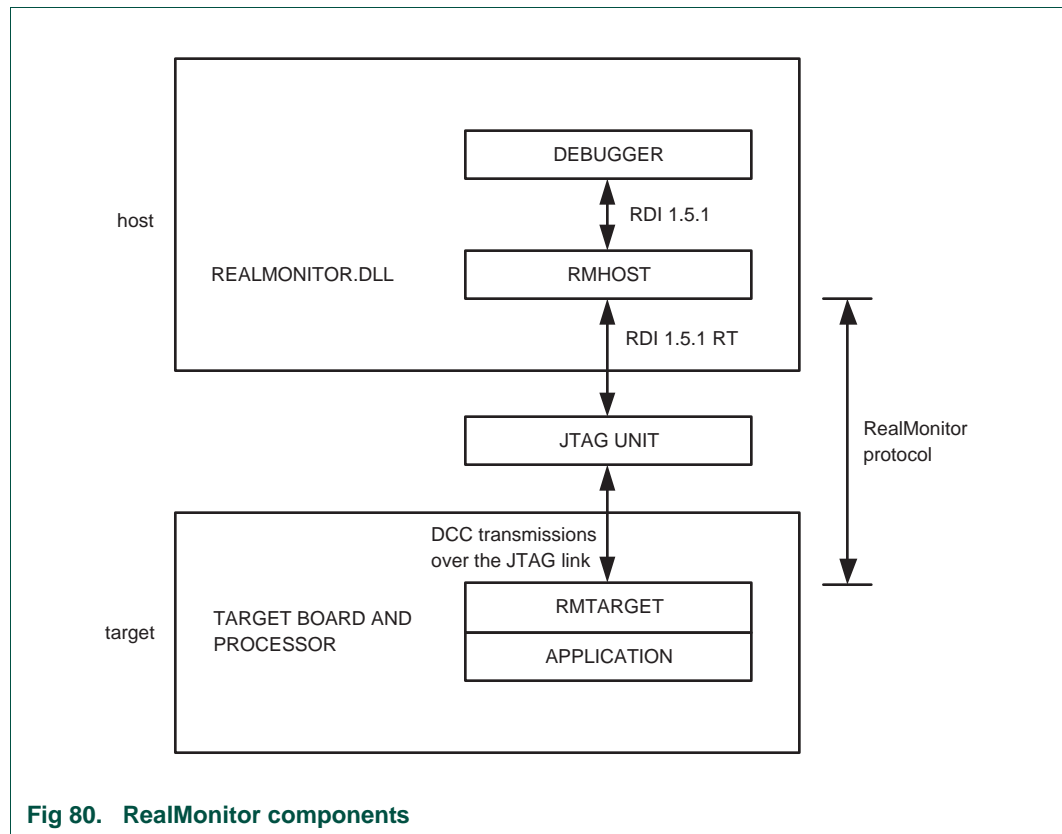 DEBUGGER
RDI 1.5.1
host
REALMONITOR.DLL
RMHOST
RDI 1.5.1 RT
JTAG UNIT
RealMonitor
protocol
DCC transmissions
over the JTAG link
target
TARGET BOARD AND
PROCESSOR
RMTARGET
APPLICATION
Fig 80. RealMonitor components